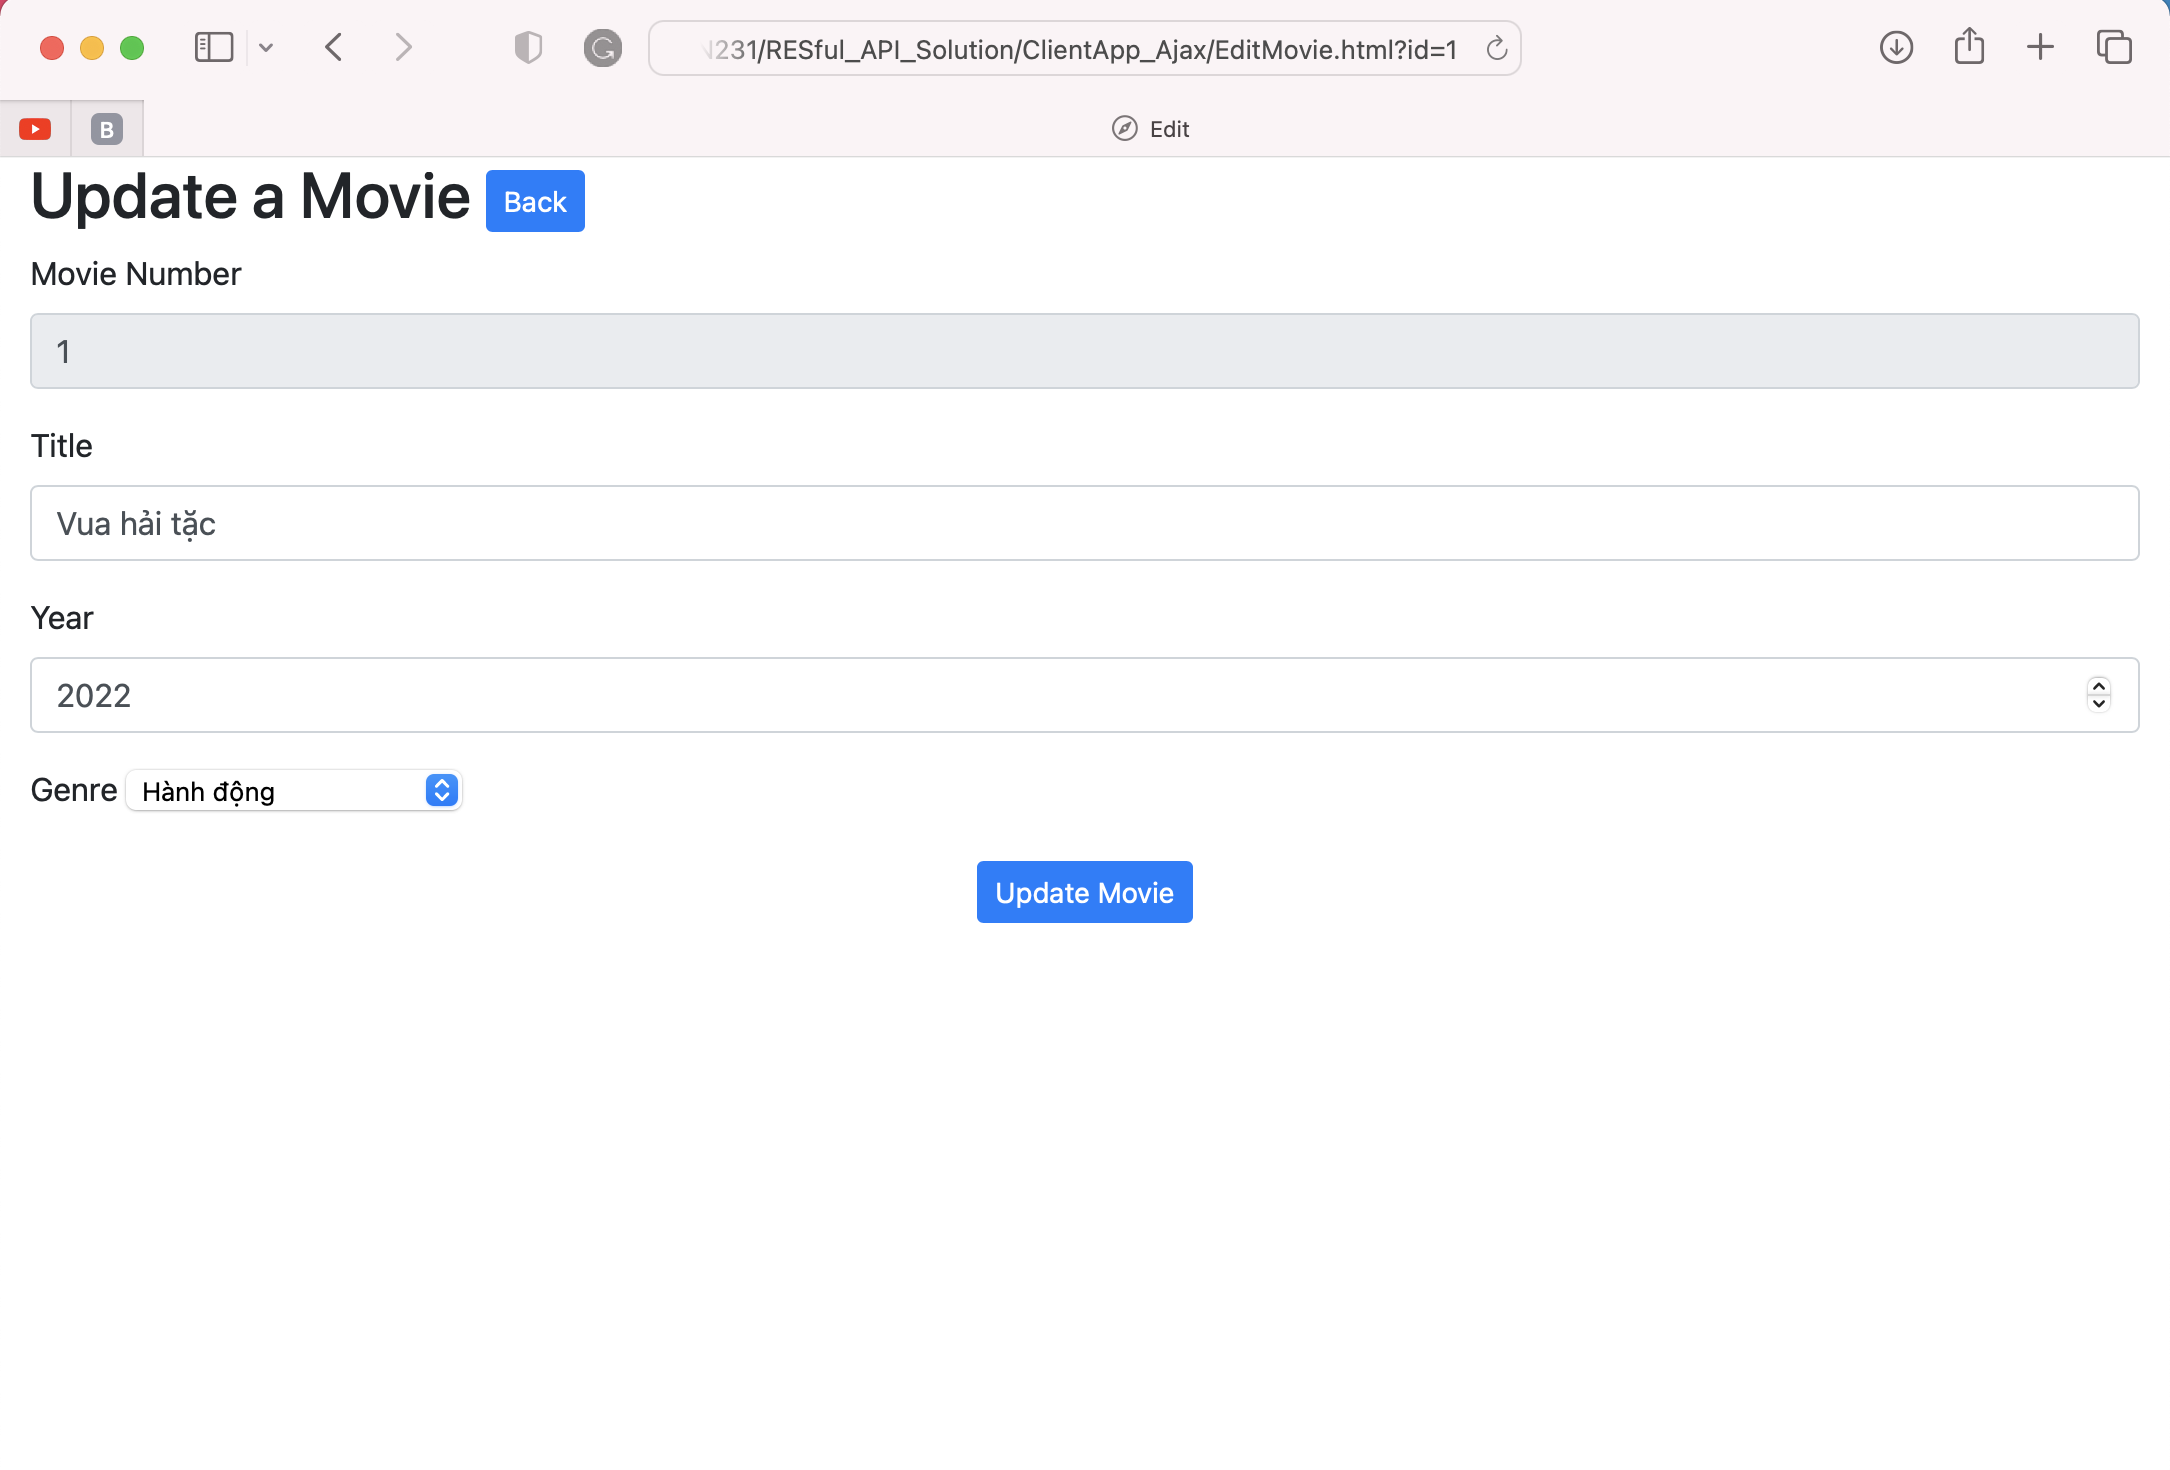 231/RESful_API_Solution/ClientApp_Ajax/EditMovie.html?id=1
B
Edit
Update a Movie Back
Movie Number
1
Title
Vua hải tặc
Year
2022
Genre Hành động
Update Movie